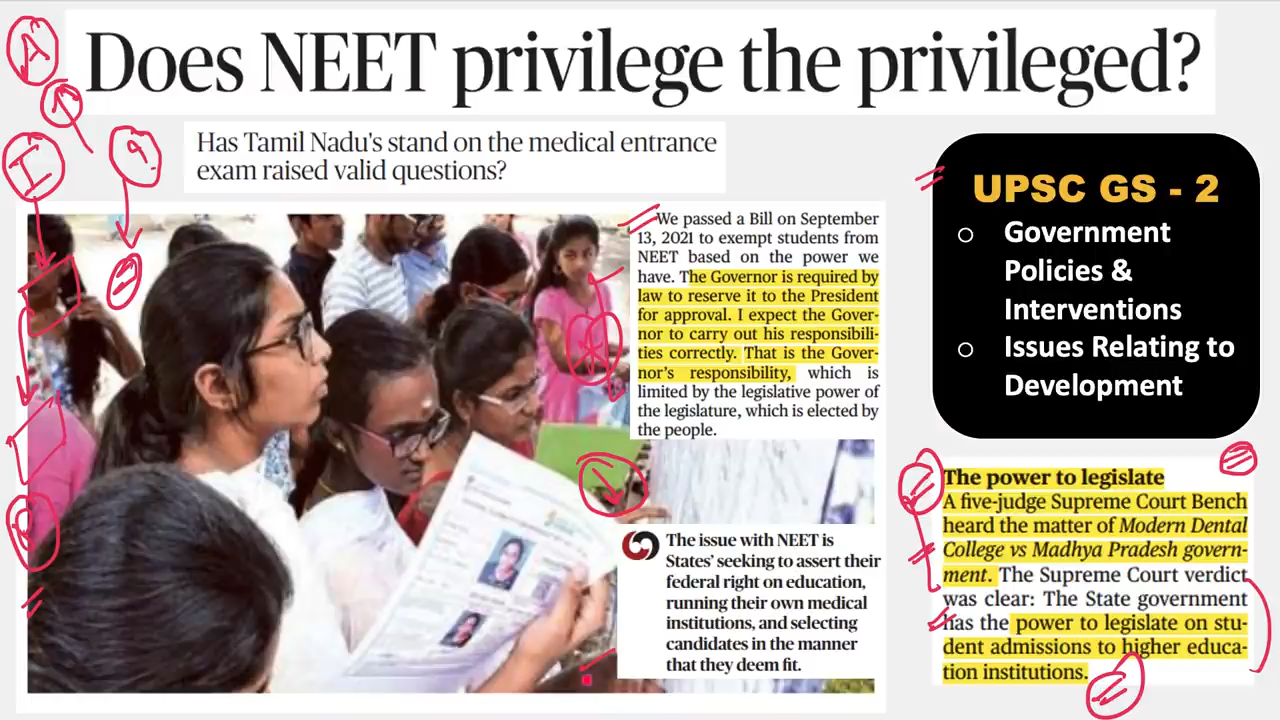 Does NEET privilege the privileged?
Has Tamil Nadu's stand on the medical entrance
exam raised valid questions?
We passed a Bill on September
13, 2021 to exempt students from
NEET based on the power we
have. The Governor is required by
law to reserve it to the President
for approval. I expect the Gover-
nor to carry out his responsibili-
ties correctly. That is the Gover-
nor's responsibility, which is
limited by the legislative power of
the legislature, which is elected by
the people.
The issue with NEET is
States' seeking to assert their
federal right on education,
running their own medical
institutions, and selecting
candidates in the manner
that they deem fit.
UPSC GS - 2
Government
Policies &
Interventions
Issues Relating to
Development
The power to legislate
A five-judge Supreme Court Bench
heard the matter of Modern Dental
College vs Madhya Pradesh govern-
ment. The Supreme Court verdict
was clear: The State government
has the power to legislate on stu-
dent admissions to higher educa-
tion institutions.
A
I